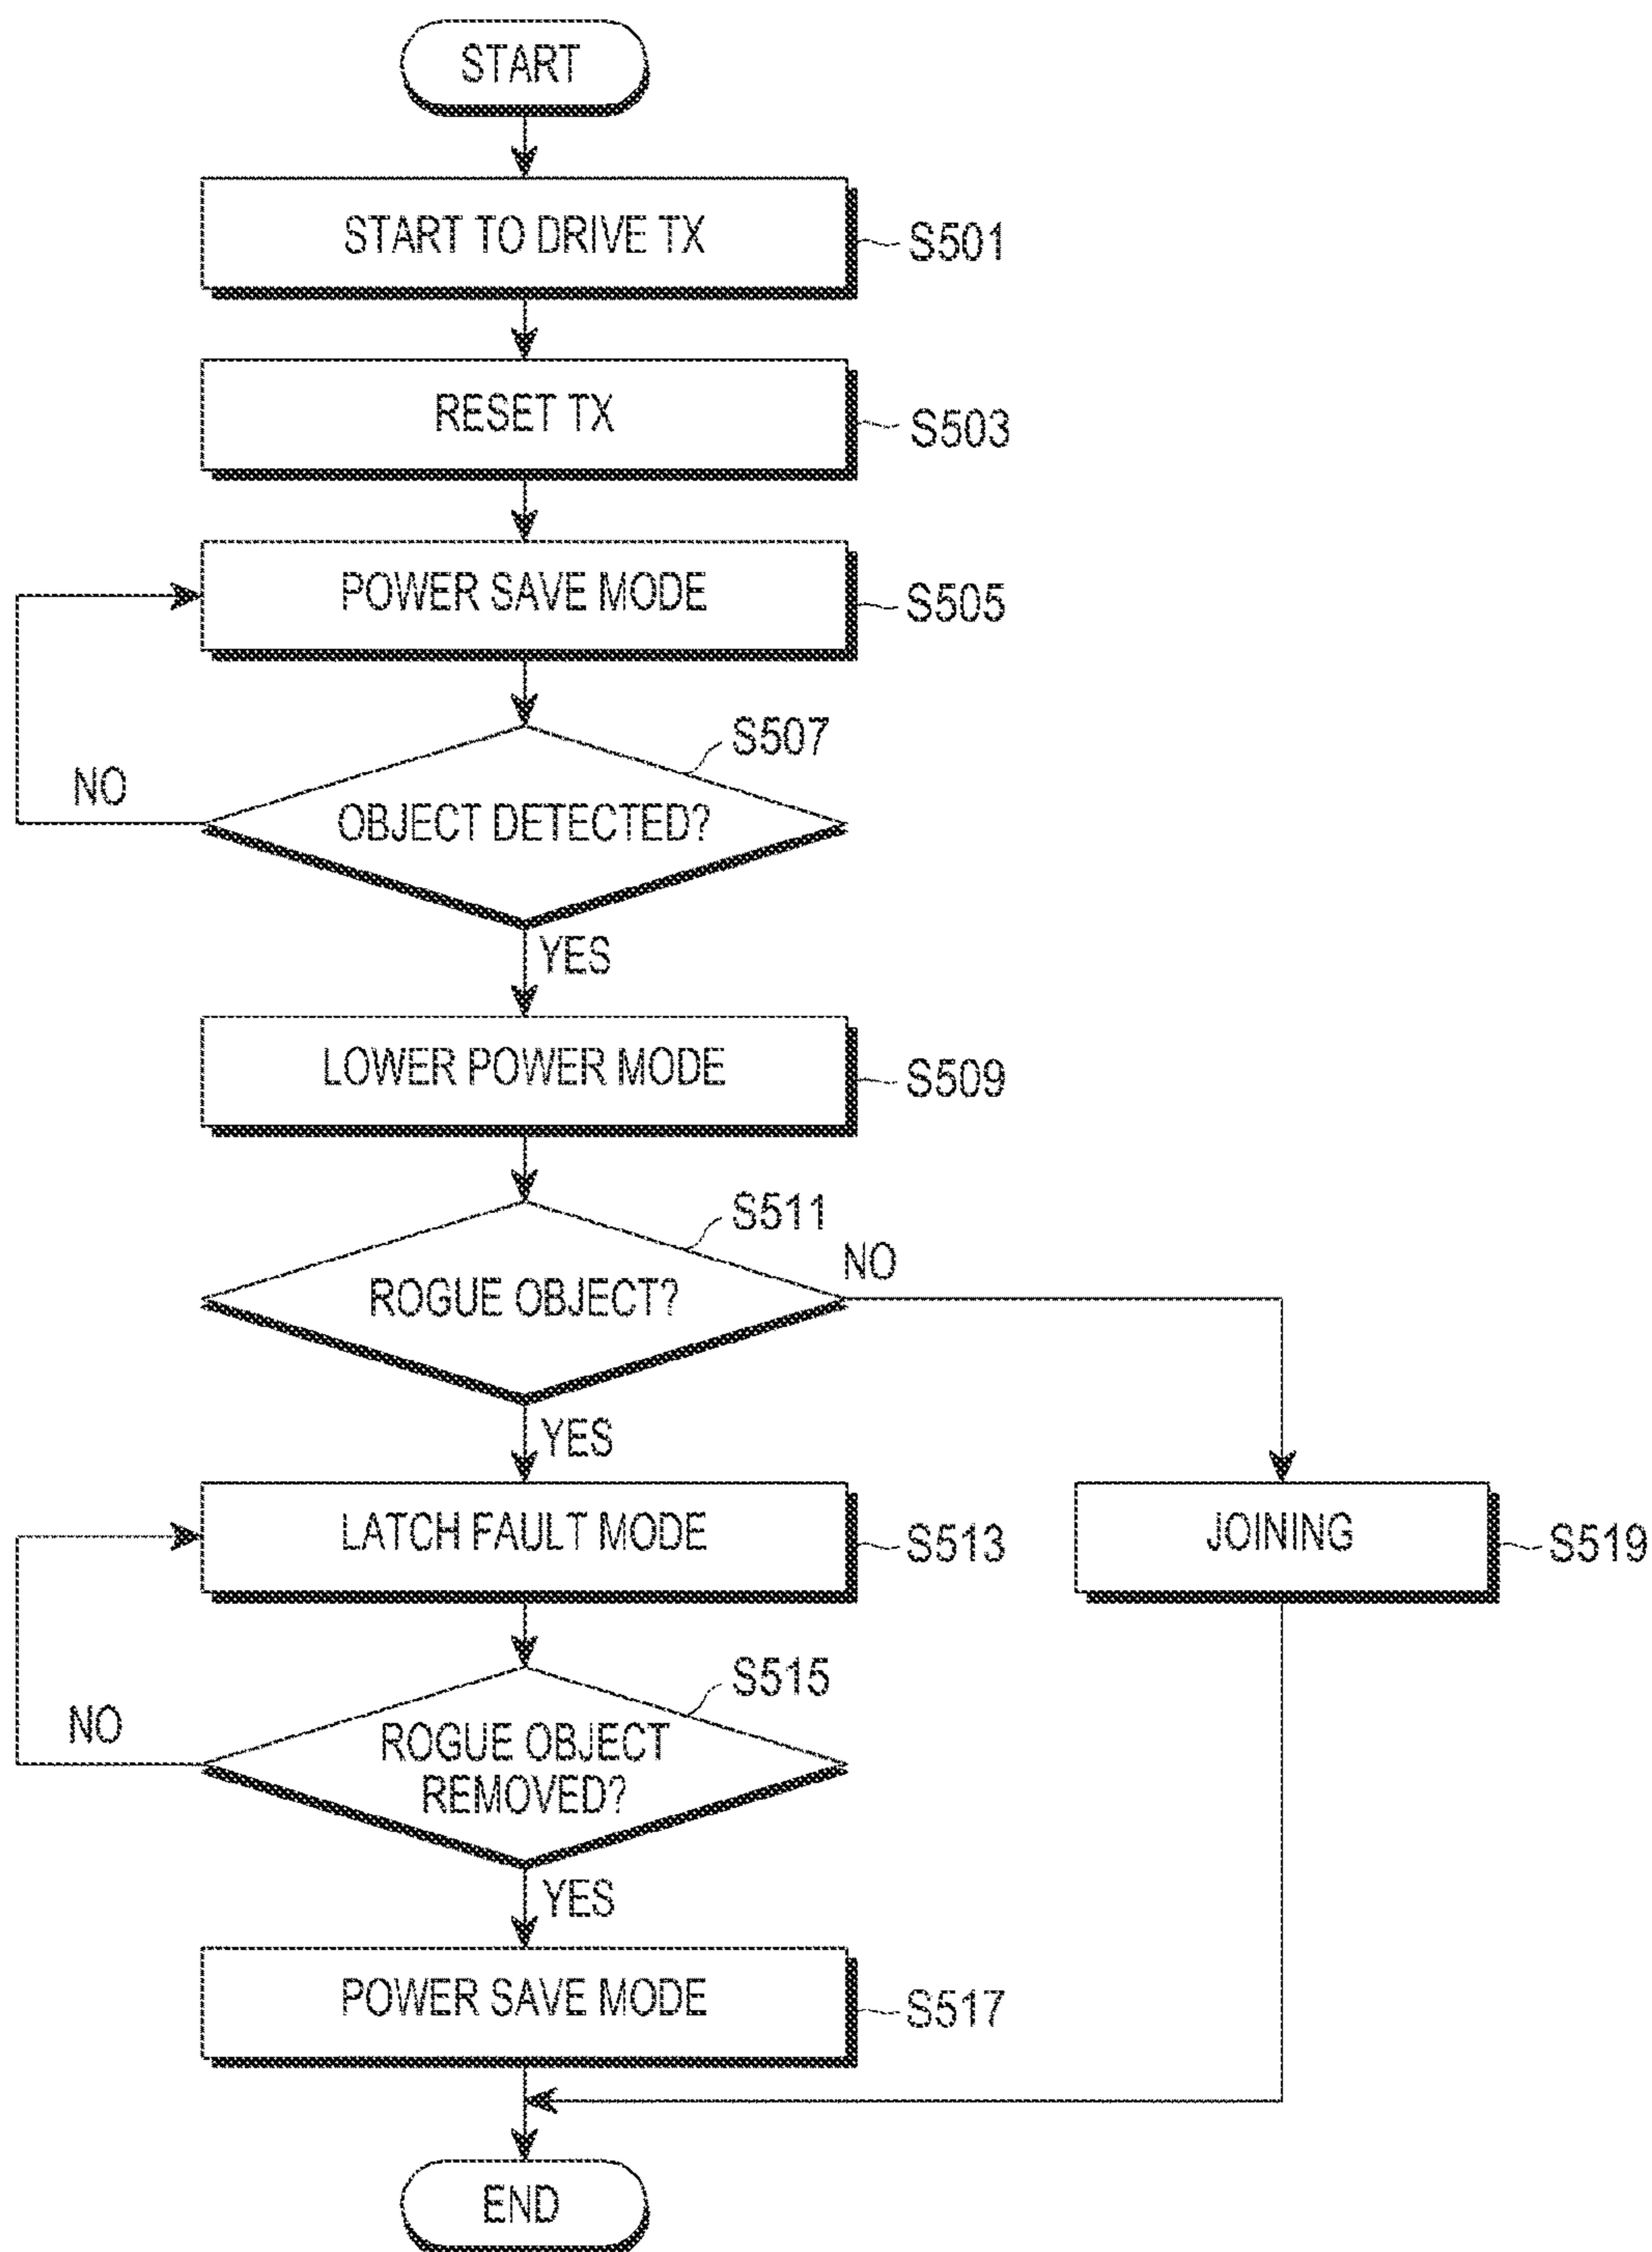 START
START TO DRIVE TX
S501
RESET TX
S503
POWER SAVE MODE
S505
S507
NO
OBJECT DETECTED?
YES
LOWER POWER MODE
S509
S511
NO
ROGUE OBJECT?
YES
LATCH FAULT MODE
S513
JOINING
S519
S515
NO
ROGUE OBJECT
REMOVED?
YES
POWER SAVE MODE
S517
END